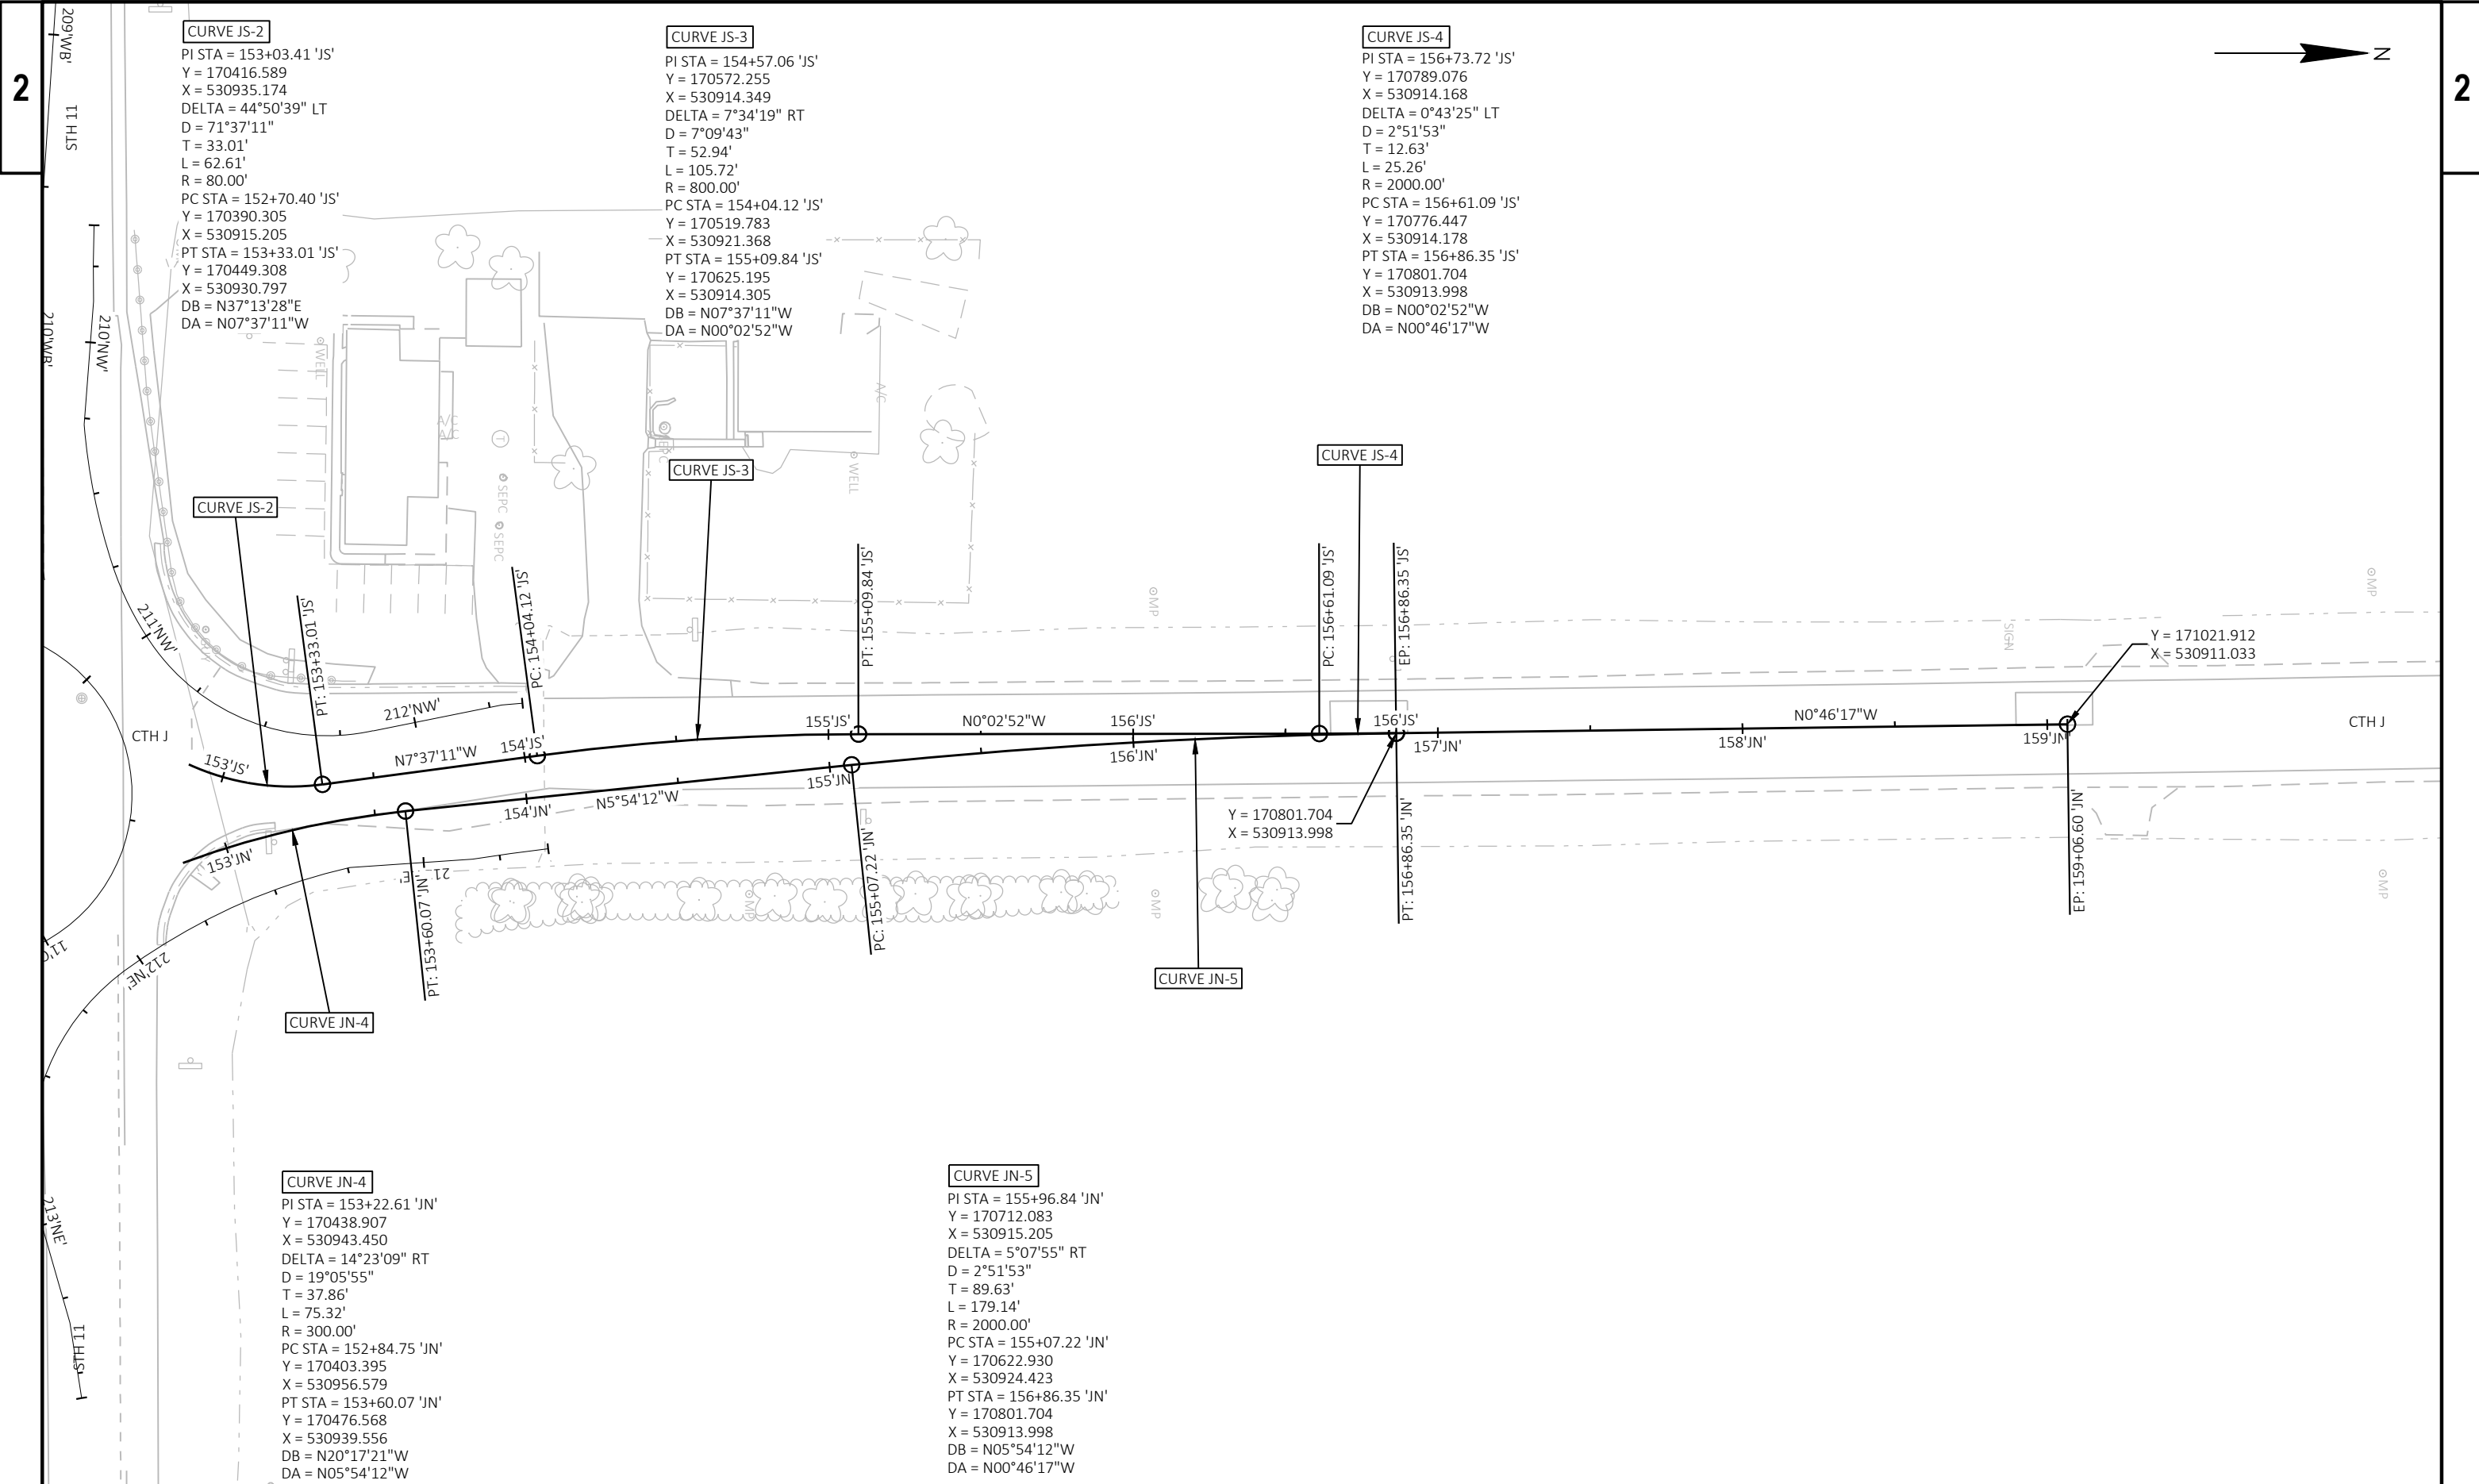 2
2
N
CURVE JS-2
PI STA = 153+03.41 'JS'
Y = 170416.589
X = 530935.174
DELTA = 44°50'39" LT
D = 71°37'11"
T = 33.01'
L = 62.61'
R = 80.00'
PC STA = 152+70.40 'JS'
Y = 170390.305
X = 530915.205
PT STA = 153+33.01 'JS'
Y = 170449.308
X = 530930.797
DB = N37°13'28"E
DA = N07°37'11"W
CURVE JS-3
PI STA = 154+57.06 'JS'
Y = 170572.255
X = 530914.349
DELTA = 7°34'19" RT
D = 7°09'43"
T = 52.94'
L = 105.72'
R = 800.00'
PC STA = 154+04.12 'JS'
Y = 170519.783
X = 530921.368
PT STA = 155+09.84 'JS'
Y = 170625.195
X = 530914.305
DB = N07°37'11"W
DA = N00°02'52"W
CURVE JS-4
PI STA = 156+73.72 'JS'
Y = 170789.076
X = 530914.168
DELTA = 0°43'25" LT
D = 2°51'53"
T = 12.63'
L = 25.26'
R = 2000.00'
PC STA = 156+61.09 'JS'
Y = 170776.447
X = 530914.178
PT STA = 156+86.35 'JS'
Y = 170801.704
X = 530913.998
DB = N00°02'52"W
DA = N00°46'17"W
209'WB'
STH 11
210'WB'
210'NW'
211'NW'
212'NW'
WELL
A/C
A/C
T
SEPC
SEPC
A/C
WELL
MP
MP
SIGN
CURVE JS-2
CURVE JS-3
CURVE JS-4
PT: 153+33.01 'JS'
PC: 154+04.12 'JS'
PT: 155+09.84 'JS'
PC: 156+61.09 'JS'
EP: 156+86.35 'JS'
Y = 171021.912
X = 530911.033
CTH J
CTH J
153'JS'
N7°37'11"W
154'JS'
155'JS'
N0°02'52"W
156'JS'
156'JS'
157'JN'
N0°46'17"W
158'JN'
159'JN'
153'JN'
154'JN'
N5°54'12"W
155'JN'
156'JN'
Y = 170801.704
X = 530913.998
PT: 153+60.07 'JN'
PC: 155+07.22 'JN'
PT: 156+86.35 'JN'
EP: 159+06.60 'JN'
MP
MP
MP
212'NE'
213'NE'
STH 11
CURVE JN-4
CURVE JN-5
CURVE JN-4
PI STA = 153+22.61 'JN'
Y = 170438.907
X = 530943.450
DELTA = 14°23'09" RT
D = 19°05'55"
T = 37.86'
L = 75.32'
R = 300.00'
PC STA = 152+84.75 'JN'
Y = 170403.395
X = 530956.579
PT STA = 153+60.07 'JN'
Y = 170476.568
X = 530939.556
DB = N20°17'21"W
DA = N05°54'12"W
CURVE JN-5
PI STA = 155+96.84 'JN'
Y = 170712.083
X = 530915.205
DELTA = 5°07'55" RT
D = 2°51'53"
T = 89.63'
L = 179.14'
R = 2000.00'
PC STA = 155+07.22 'JN'
Y = 170622.930
X = 530924.423
PT STA = 156+86.35 'JN'
Y = 170801.704
X = 530913.998
DB = N05°54'12"W
DA = N00°46'17"W